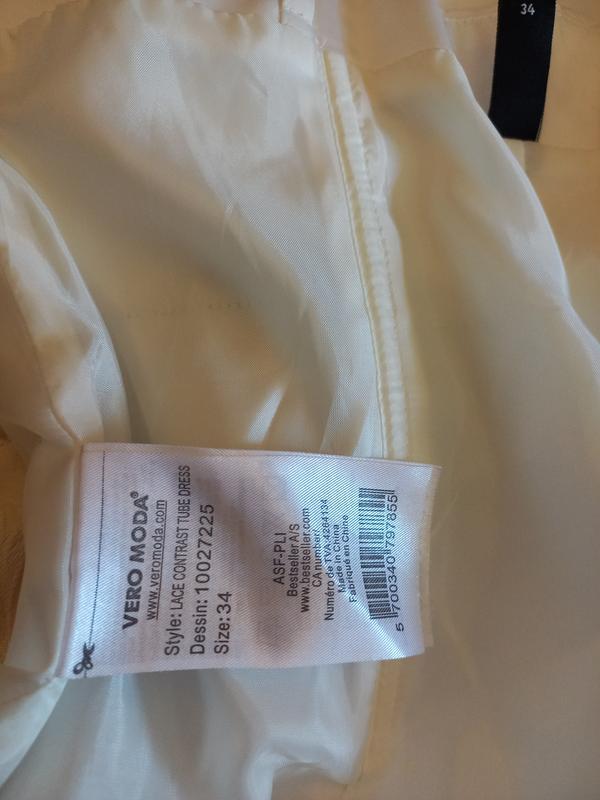 34
VERO MODA®
www.veromoda.com
Style: LACE CONTRAST TUBE DRESS
Dessin: 10027225
Size: 34
ASF-PLI
Bestseller A/S
www.bestseller.com
CA number/
Numéro de TVA:4264134
Made in China
Fabriqué en Chine
5 700340 797855